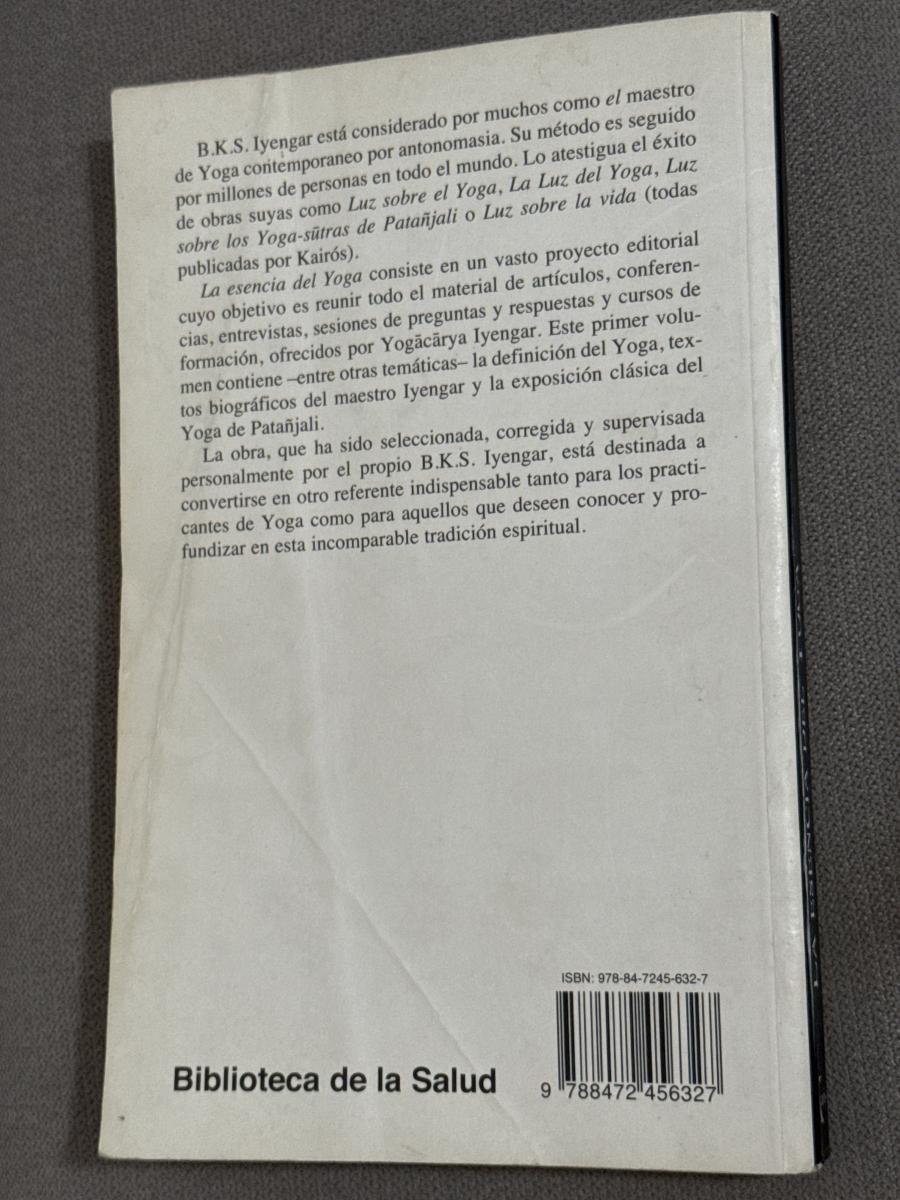 B.K.S. Iyengar está considerado por muchos como el maestro
de Yoga contemporaneo por antonomasia. Su método es seguido
por millones de personas en todo el mundo. Lo atestigua el éxito
de obras suyas como Luz sobre el Yoga, La Luz del Yoga, Luz
sobre los Yoga-sūtras de Patañjali o Luz sobre la vida (todas
publicadas por Kairós).
La esencia del Yoga consiste en un vasto proyecto editorial
cuyo objetivo es reunir todo el material de artículos, conferen-
cias, entrevistas, sesiones de preguntas y respuestas y cursos de
formación, ofrecidos por Yogācārya Iyengar. Este primer volu-
men contiene –entre otras temáticas– la definición del Yoga, tex-
tos biográficos del maestro Iyengar y la exposición clásica del
Yoga de Patañjali.
La obra, que ha sido seleccionada, corregida y supervisada
personalmente por el propio B.K.S. Iyengar, está destinada a
convertirse en otro referente indispensable tanto para los practi-
cantes de Yoga como para aquellos que deseen conocer y pro-
fundizar en esta incomparable tradición espiritual.
ISBN: 978-84-7245-632-7
9 788472 456327
Biblioteca de la Salud